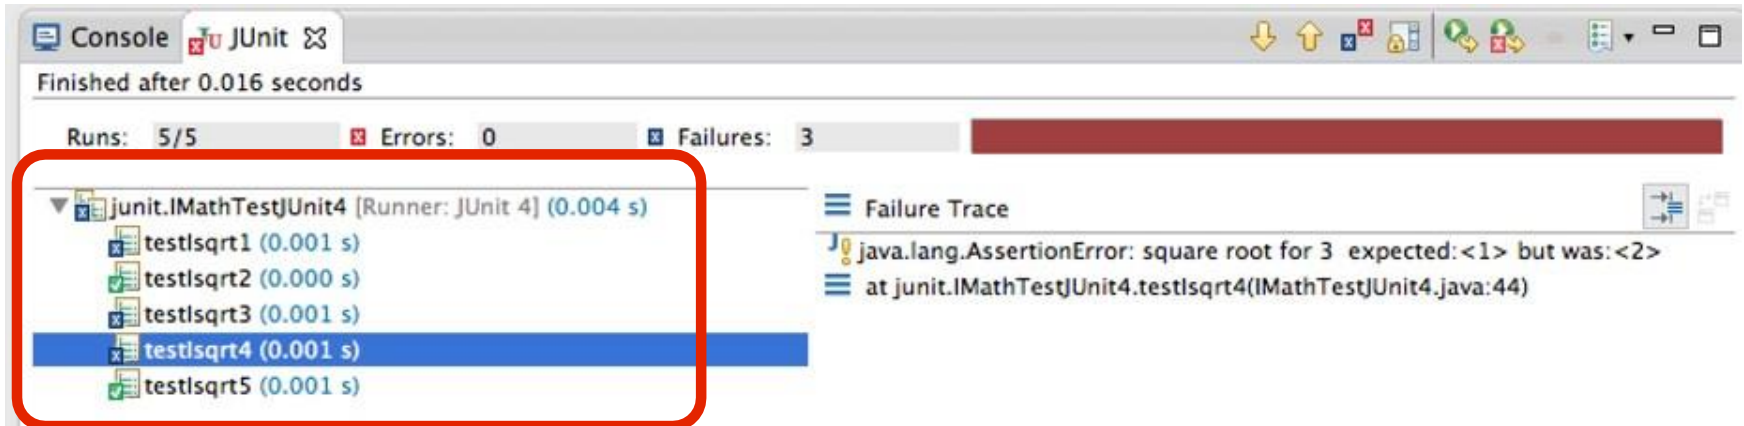 Console JUnit
Finished after 0.016 seconds
Runs: 5/5 Errors: 0 Failures: 3
junit.IMathTestJUnit4 [Runner: JUnit 4] (0.004 s)
testIsqrt1 (0.001 s)
testIsqrt2 (0.000 s)
testIsqrt3 (0.001 s)
testIsqrt4 (0.001 s)
testIsqrt5 (0.001 s)
Failure Trace
java.lang.AssertionError: square root for 3  expected:<1> but was:<2>
at junit.IMathTestJUnit4.testIsqrt4(IMathTestJUnit4.java:44)